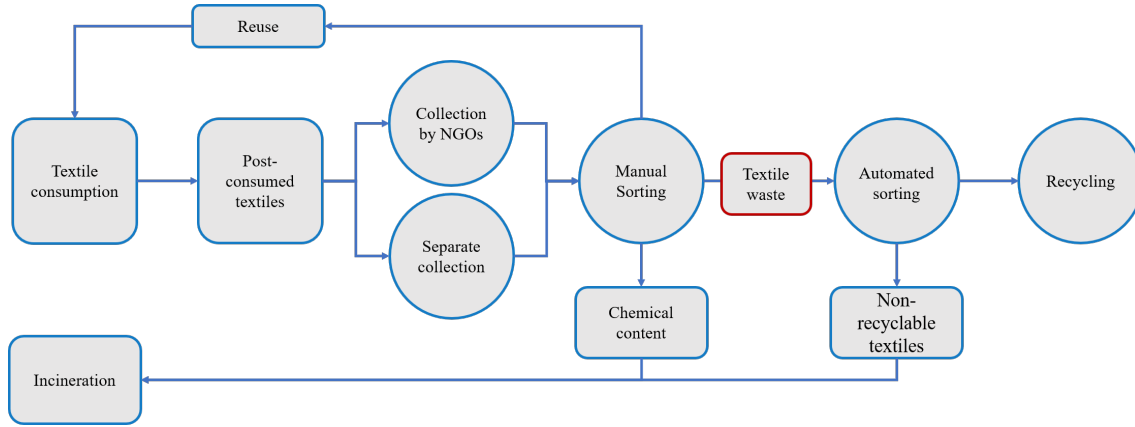 Reuse
Textile
consumption
Post-
consumed
textiles
Collection
by NGOs
Separate
collection
Manual
Sorting
Textile
waste
Automated
sorting
Recycling
Chemical
content
Non-
recyclable
textiles
Incineration